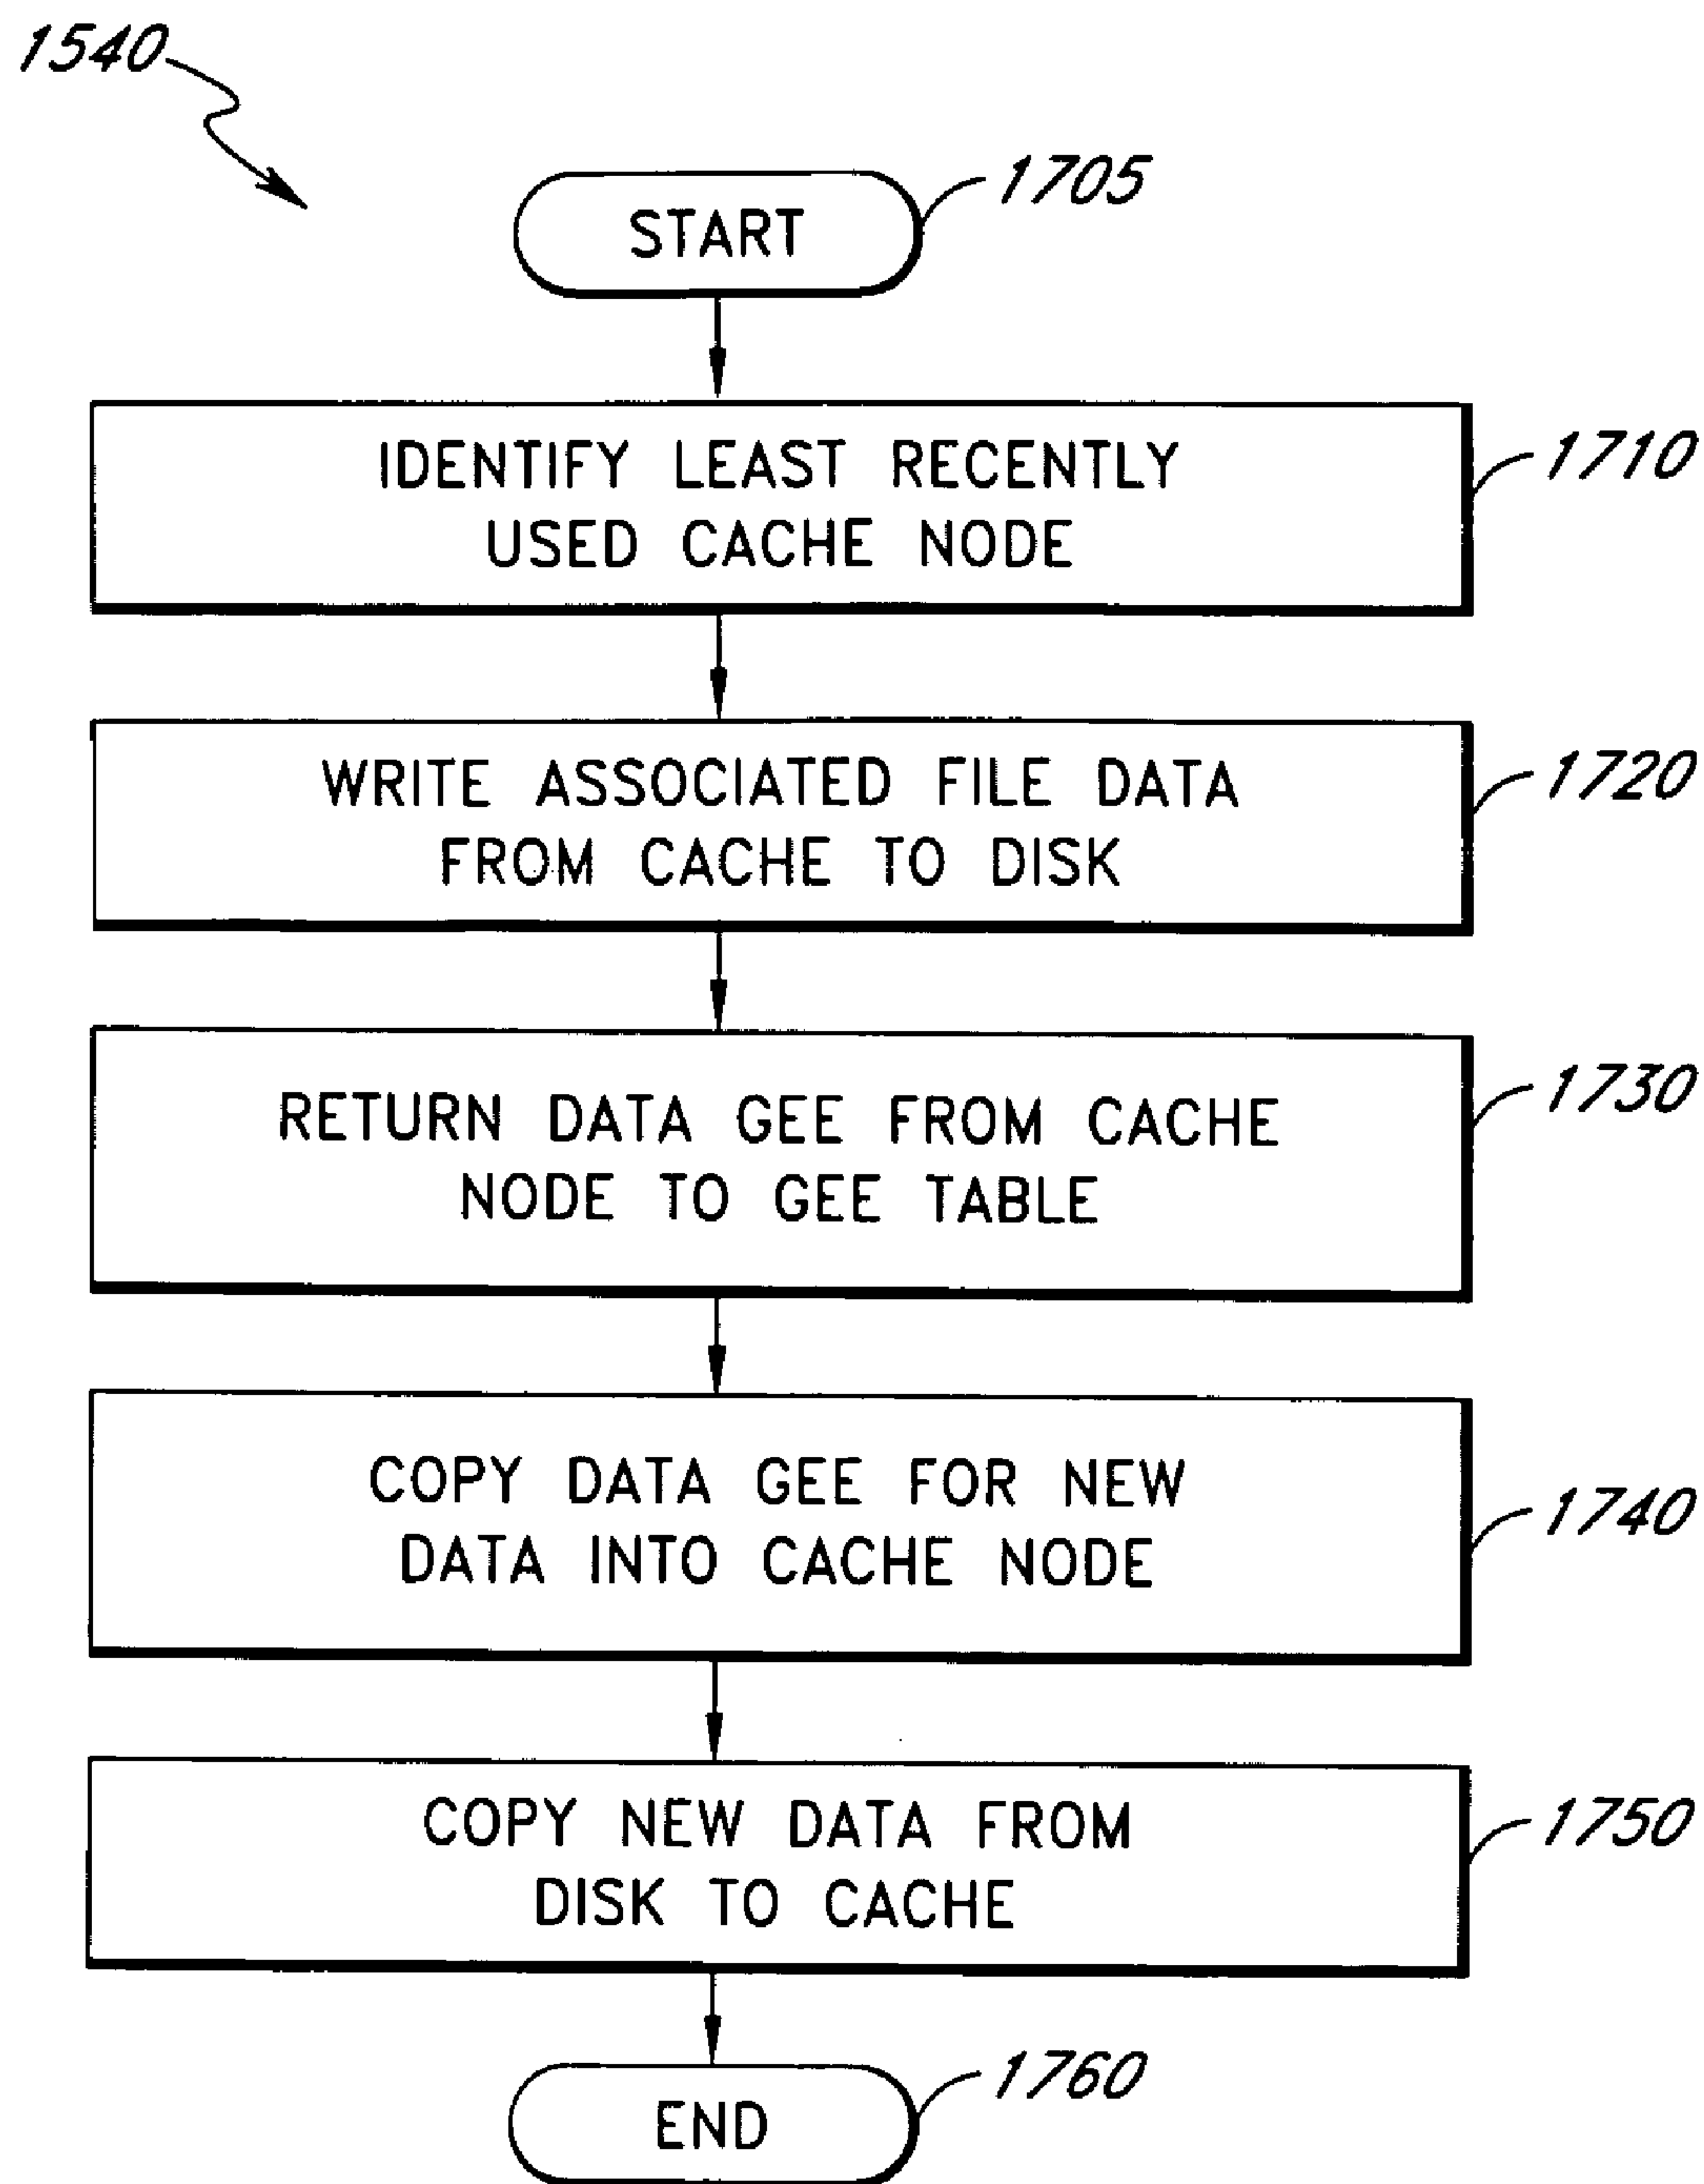 1540
START
1705
IDENTIFY LEAST RECENTLY
USED CACHE NODE
1710
WRITE ASSOCIATED FILE DATA
FROM CACHE TO DISK
1720
RETURN DATA GEE FROM CACHE
NODE TO GEE TABLE
1730
COPY DATA GEE FOR NEW
DATA INTO CACHE NODE
1740
COPY NEW DATA FROM
DISK TO CACHE
1750
END
1760